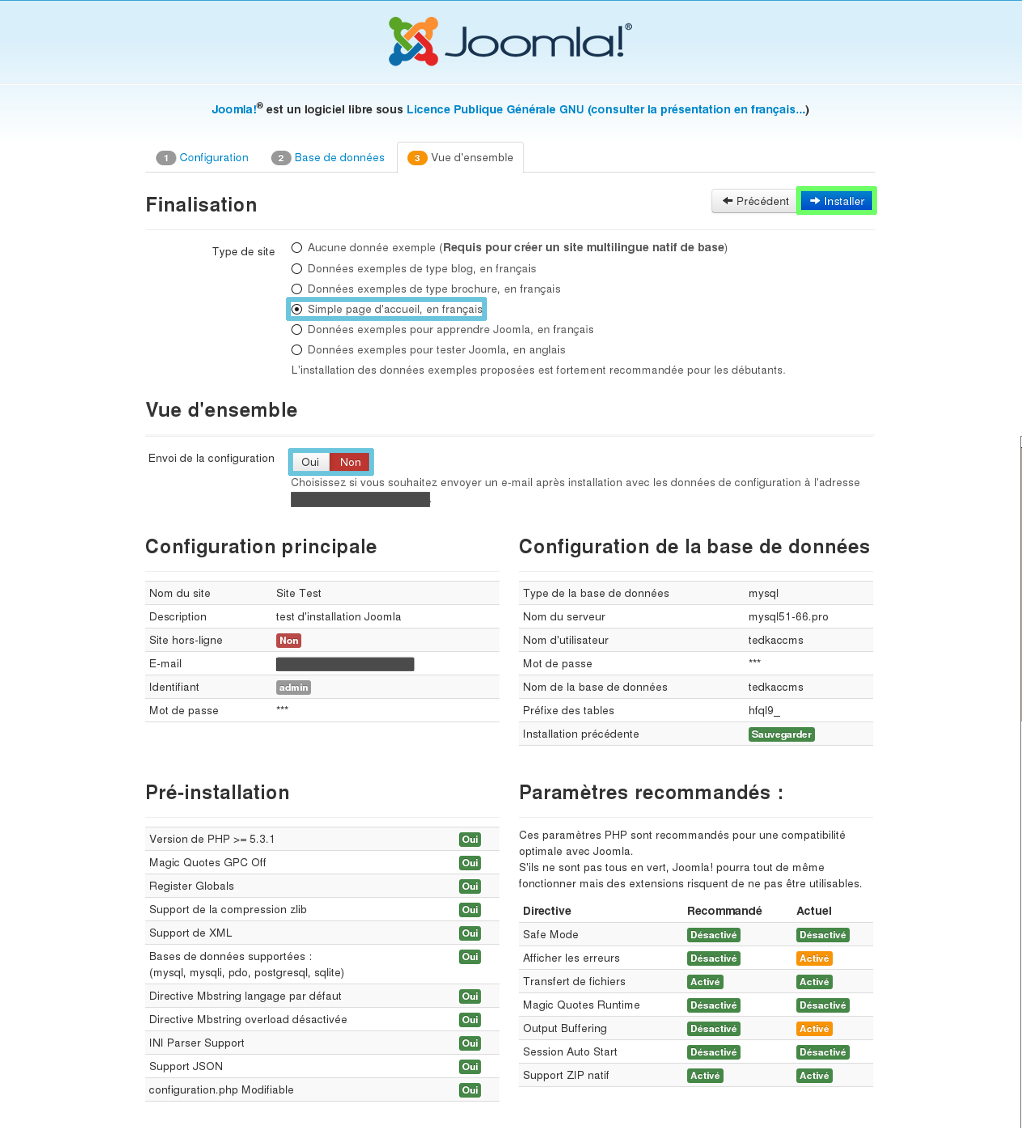 Joomla!®
Joomla!® est un logiciel libre sous Licence Publique Générale GNU (consulter la présentation en français...)
1 Configuration 2 Base de données 3 Vue d'ensemble
Finalisation
Précédent Installer
Type de site
Aucune donnée exemple (Requis pour créer un site multilingue natif de base)
Données exemples de type blog, en français
Données exemples de type brochure, en français
Simple page d'accueil, en français
Données exemples pour apprendre Joomla, en français
Données exemples pour tester Joomla, en anglais
L'installation des données exemples proposées est fortement recommandée pour les débutants.
Vue d'ensemble
Envoi de la configuration Oui Non
Choisissez si vous souhaitez envoyer un e-mail après installation avec les données de configuration à l'adresse
Configuration principale
Nom du site Site Test
Description test d'installation Joomla
Site hors-ligne Non
E-mail
Identifiant admin
Mot de passe ***
Configuration de la base de données
Type de la base de données mysql
Nom du serveur mysql51-66.pro
Nom d'utilisateur tedkaccms
Mot de passe ***
Nom de la base de données tedkaccms
Préfixe des tables hfql9_
Installation précédente Sauvegarder
Pré-installation
Version de PHP >= 5.3.1 Oui
Magic Quotes GPC Off Oui
Register Globals Oui
Support de la compression zlib Oui
Support de XML Oui
Bases de données supportées : Oui
(mysql, mysqli, pdo, postgresql, sqlite)
Directive Mbstring langage par défaut Oui
Directive Mbstring overload désactivée Oui
INI Parser Support Oui
Support JSON Oui
configuration.php Modifiable Oui
Paramètres recommandés :
Ces paramètres PHP sont recommandés pour une compatibilité
optimale avec Joomla.
S'ils ne sont pas tous en vert, Joomla! pourra tout de même
fonctionner mais des extensions risquent de ne pas être utilisables.
Directive Recommandé Actuel
Safe Mode Désactivé Désactivé
Afficher les erreurs Désactivé Activé
Transfert de fichiers Activé Activé
Magic Quotes Runtime Désactivé Désactivé
Output Buffering Désactivé Activé
Session Auto Start Désactivé Désactivé
Support ZIP natif Activé Activé